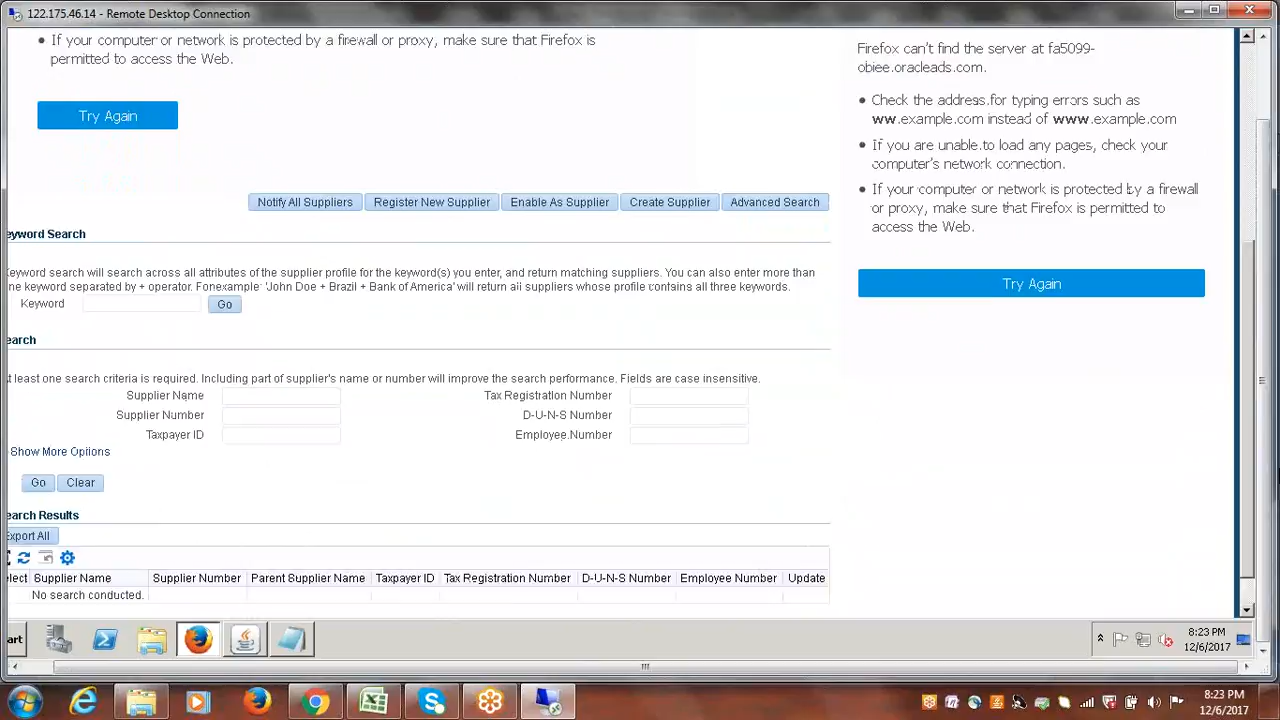 122.175.46.14 - Remote Desktop Connection
If your computer or network is protected by a firewall or proxy, make sure that Firefox is
permitted to access the Web.
Try Again
Firefox can't find the server at fa5099-
obiee.oracleads.com.
Check the address for typing errors such as
ww.example.com instead of www.example.com
If you are unable to load any pages, check your
computer's network connection.
If your computer or network is protected by a firewall
or proxy, make sure that Firefox is permitted to
access the Web.
Try Again
Notify All Suppliers Register New Supplier Enable As Supplier Create Supplier Advanced Search
eyword Search
Keyword search will search across all attributes of the supplier profile for the keyword(s) you enter, and return matching suppliers. You can also enter more than
ne keyword separated by + operator. For example: 'John Doe + Brazil + Bank of America' will return all suppliers whose profile contains all three keywords.
Keyword Go
earch
t least one search criteria is required. Including part of supplier's name or number will improve the search performance. Fields are case insensitive.
Supplier Name Tax Registration Number
Supplier Number D-U-N-S Number
Taxpayer ID Employee Number
Show More Options
Go Clear
earch Results
Export All
elect Supplier Name Supplier Number Parent Supplier Name Taxpayer ID Tax Registration Number D-U-N-S Number Employee Number Update
No search conducted.
art
8:23 PM
12/6/2017
8:23 PM
12/6/2017